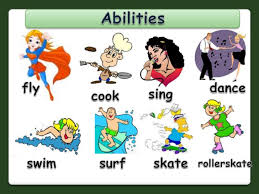 Abilities
fly
cook
sing
dance
swim
surf
skate
rollerskate